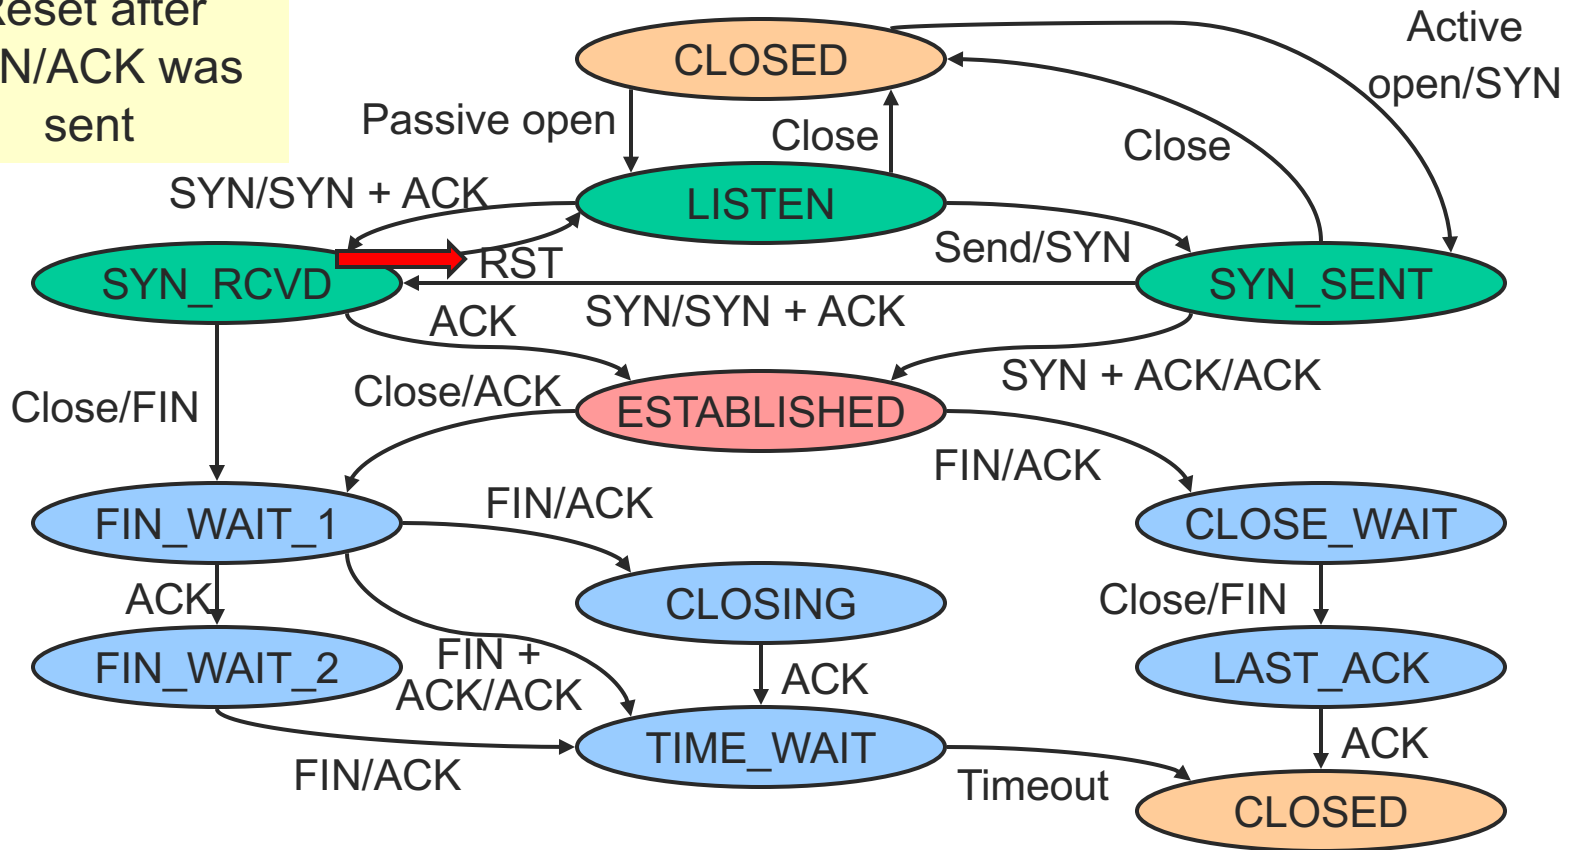 Reset after
N/ACK was
sent
CLOSED
Active
open/SYN
Passive open
Close
Close
SYN/SYN + ACK
LISTEN
Send/SYN
RST
SYN_RCVD
SYN_SENT
SYN/SYN + ACK
ACK
SYN + ACK/ACK
Close/FIN
Close/ACK
ESTABLISHED
FIN/ACK
FIN/ACK
FIN_WAIT_1
CLOSE_WAIT
ACK
CLOSING
Close/FIN
FIN_WAIT_2
FIN +
ACK/ACK
ACK
LAST_ACK
FIN/ACK
TIME_WAIT
ACK
Timeout
CLOSED